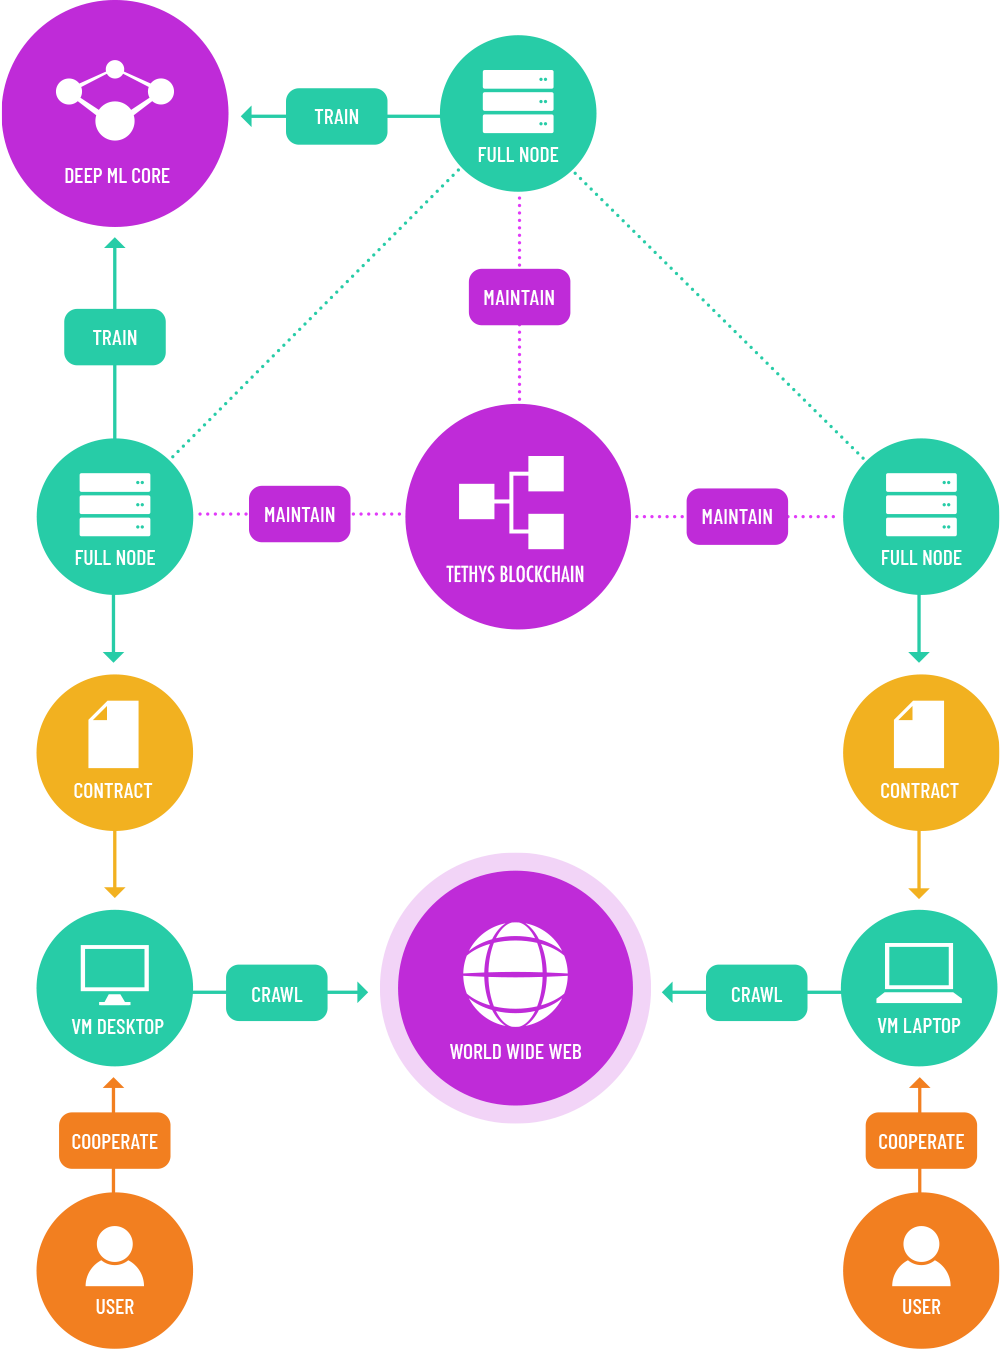 TRAIN
FULL NODE
DEEP ML CORE
MAINTAIN
TRAIN
MAINTAIN
MAINTAIN
FULL NODE
TETHYS BLOCKCHAIN
FULL NODE
CONTRACT
CONTRACT
CRAWL
CRAWL
VM DESKTOP
VM LAPTOP
WORLD WIDE WEB
COOPERATE
COOPERATE
USER
USER